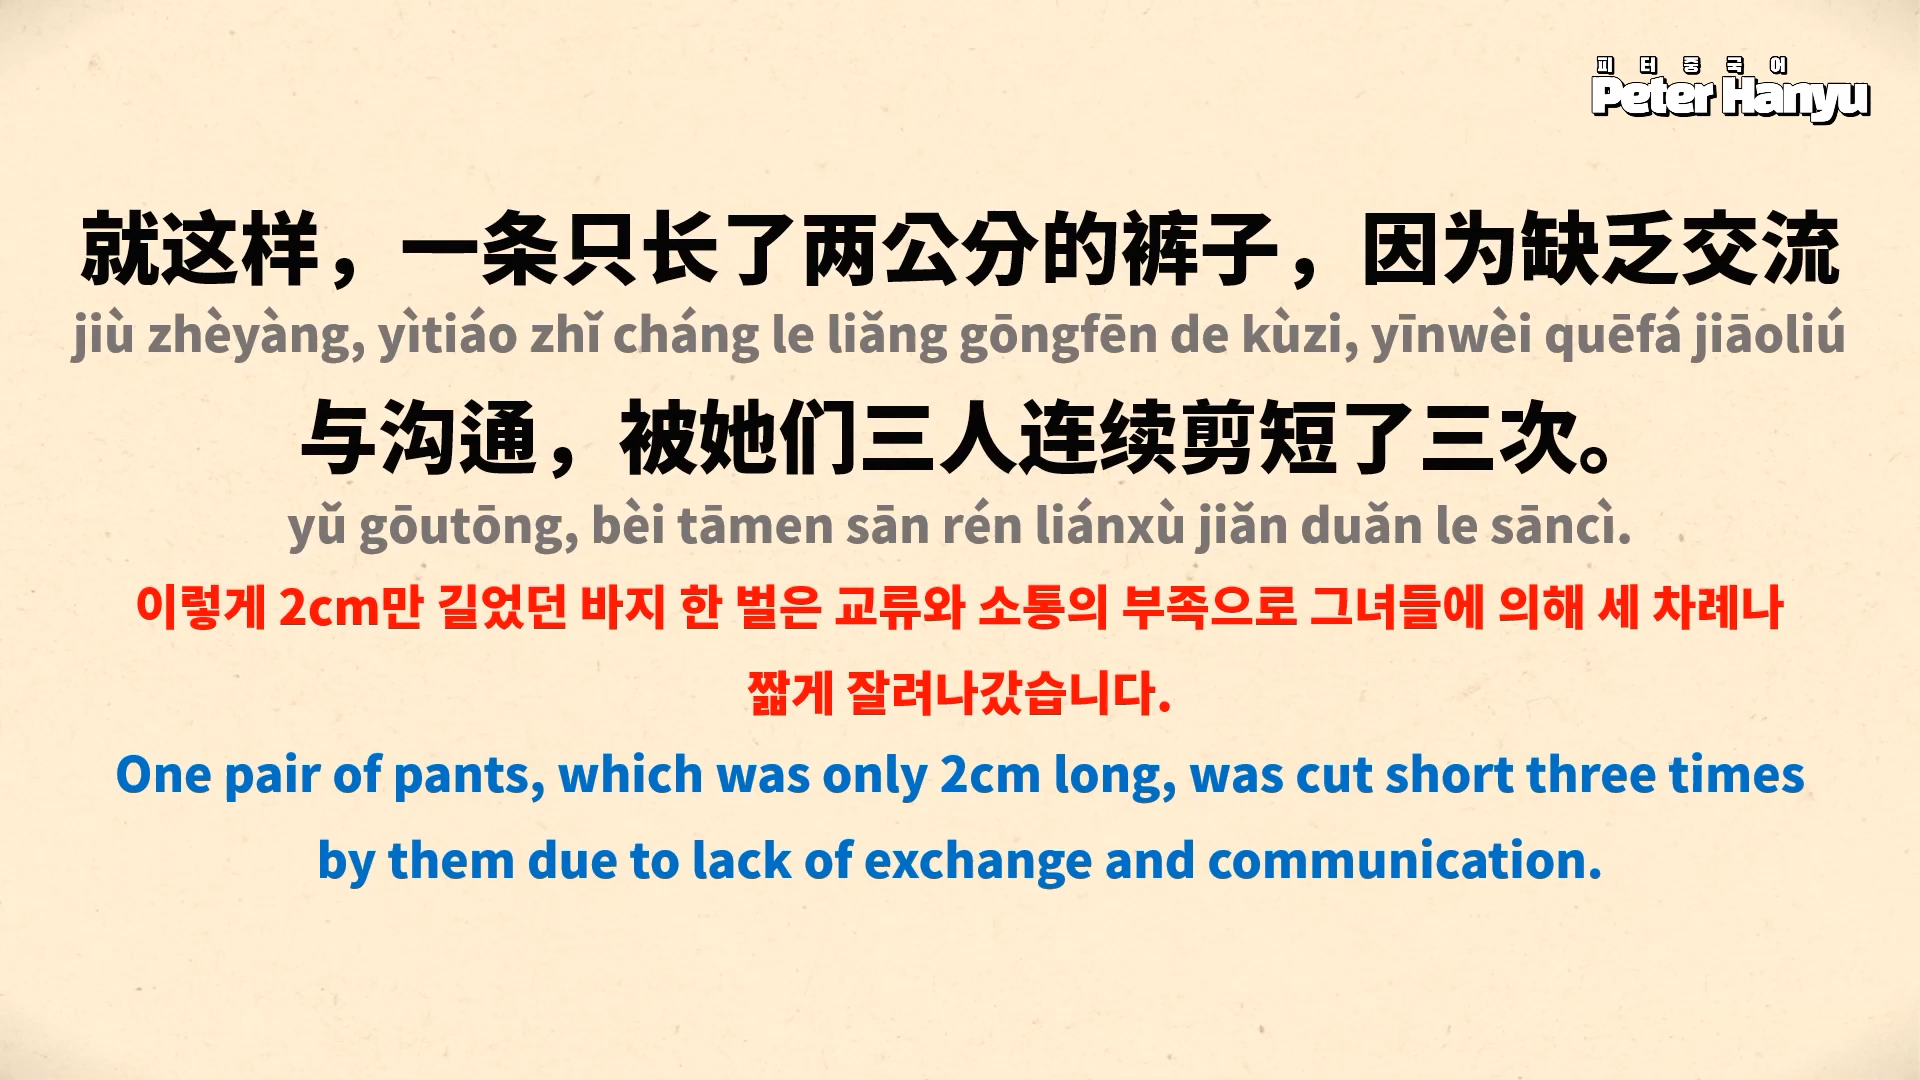 피터중국어
Peter Hanyu
就这样，一条只长了两公分的裤子，因为缺乏交流
jiù zhèyàng, yìtiáo zhǐ cháng le liǎng gōngfēn de kùzi, yīnwèi quēfá jiāoliú
与沟通，被她们三人连续剪短了三次。
yǔ gōutōng, bèi tāmen sān rén liánxù jiǎn duǎn le sāncì.
이렇게 2cm만 길었던 바지 한 벌은 교류와 소통의 부족으로 그녀들에 의해 세 차례나
짧게 잘려나갔습니다.
One pair of pants, which was only 2cm long, was cut short three times
by them due to lack of exchange and communication.